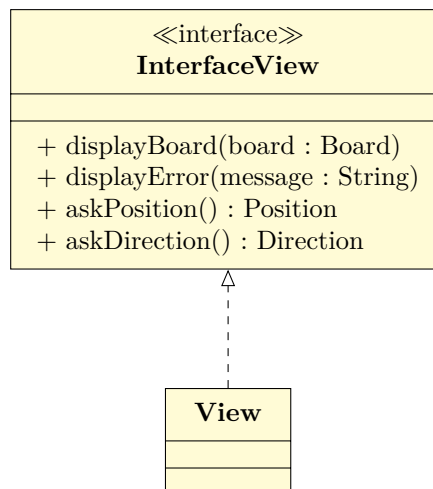 ≪interface≫
InterfaceView
+ displayBoard(board : Board)
+ displayError(message : String)
+ askPosition() : Position
+ askDirection() : Direction
View